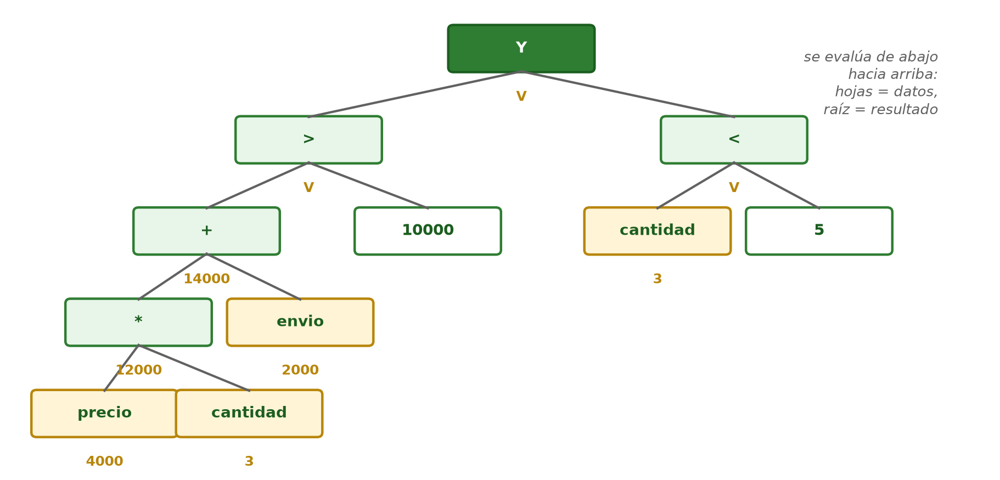 Y
se evalúa de abajo
hacia arriba:
hojas = datos,
raíz = resultado
V
>
<
V
V
+
10000
cantidad
5
14000
3
*
envio
12000
2000
precio
cantidad
4000
3